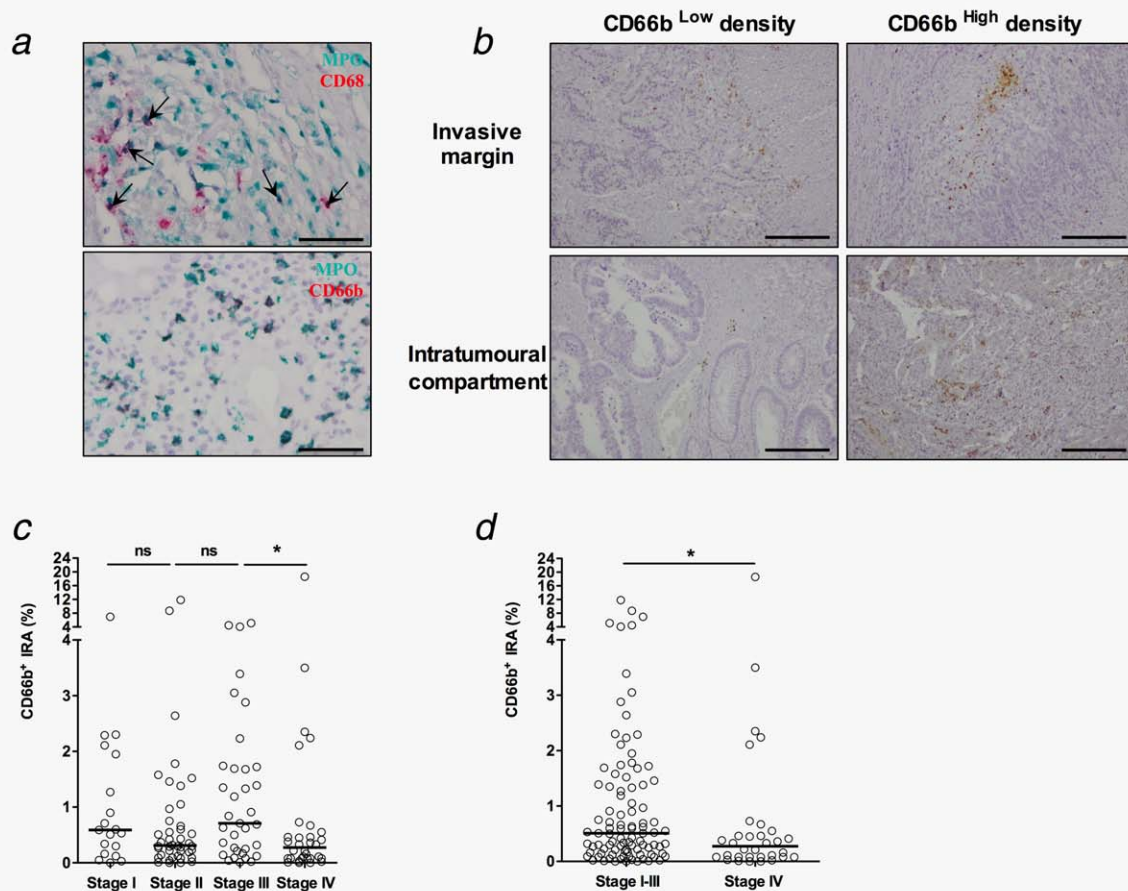 a
MPO
CD68
MPO
CD66b
b
CD66b Low density
CD66b High density
Invasive
margin
Intratumoural
compartment
c
ns
ns
*
24
20
16
12
8
4
4
3
2
1
0
CD66b+ IRA (%)
Stage I
Stage II
Stage III
Stage IV
d
*
24
20
16
12
8
4
4
3
2
1
0
CD66b+ IRA (%)
Stage I-III
Stage IV